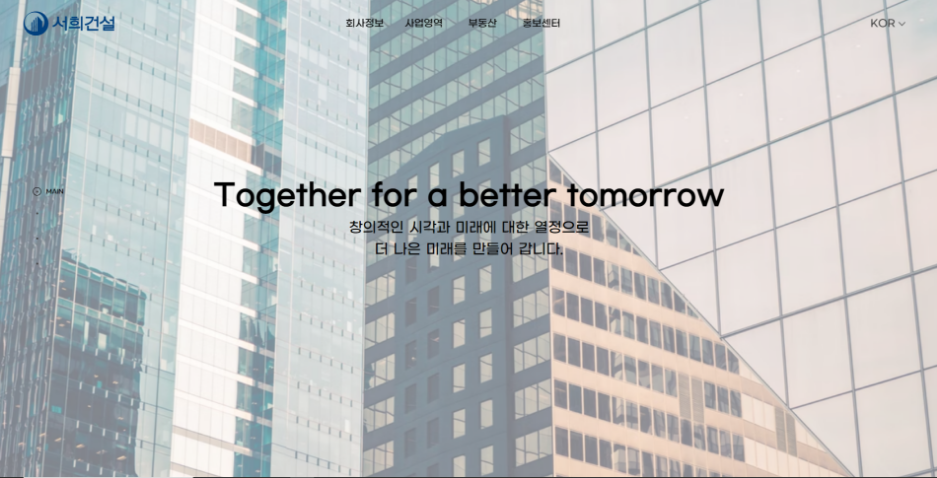 서희건설
회사정보 사업영역 부동산 홍보센터
KOR
MAIN
Together for a better tomorrow
창의적인 시각과 미래에 대한 열정으로
더 나은 미래를 만들어 갑니다.